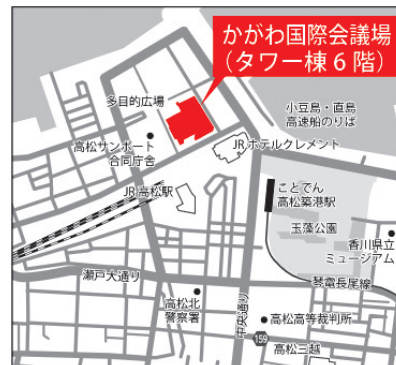 かがわ国際会議場
（タワー棟６階）
多目的広場
小豆島・直島
高速船のりば
高松サンポート
合同庁舎
JRホテルクレメント
JR高松駅
ことでん
高松築港駅
玉藻公園
香川県立
ミュージアム
瀬戸大通り
琴電長尾線
高松北
警察署
中央通り
高松高等裁判所
159
高松三越